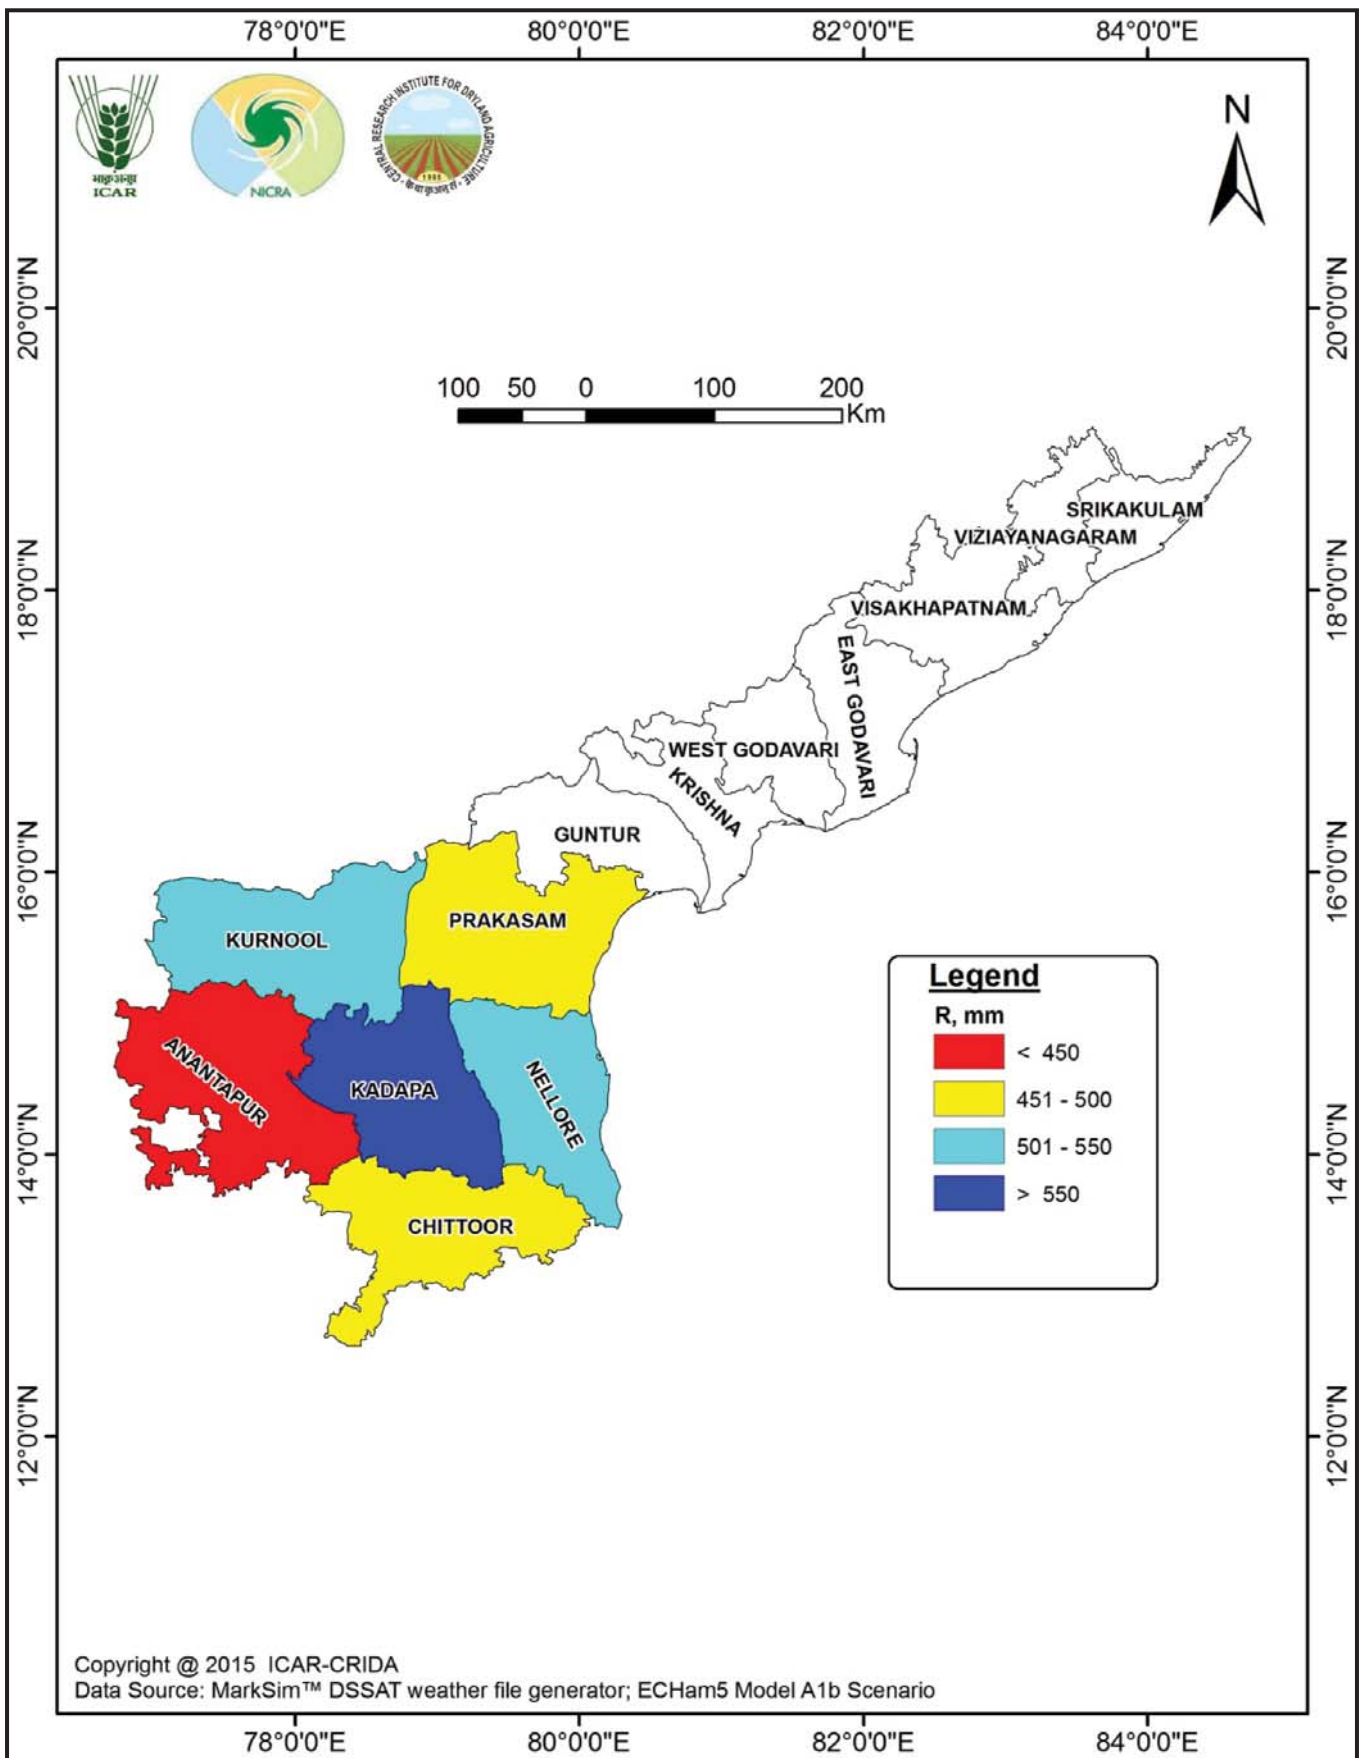 78°0'0"E 80°0'0"E 82°0'0"E 84°0'0"E
भाकृअनुप
ICAR
NICRA
CENTRAL RESEARCH INSTITUTE FOR DRYLAND AGRICULTURE
1985
N
20°0'0"N 20°0'0"N
100 50 0 100 200
Km
SRIKAKULAM
VIZIAYANAGARAM
18°0'0"N 18°0'0"N
VISAKHAPATNAM
EAST GODAVARI
WEST GODAVARI
KRISHNA
GUNTUR
16°0'0"N 16°0'0"N
PRAKASAM
KURNOOL
ANANTAPUR
KADAPA
NELLORE
14°0'0"N 14°0'0"N
CHITTOOR
Legend
R, mm
< 450
451 - 500
501 - 550
> 550
12°0'0"N 12°0'0"N
Copyright @ 2015 ICAR-CRIDA
Data Source: MarkSim™ DSSAT weather file generator; ECHam5 Model A1b Scenario
78°0'0"E 80°0'0"E 82°0'0"E 84°0'0"E